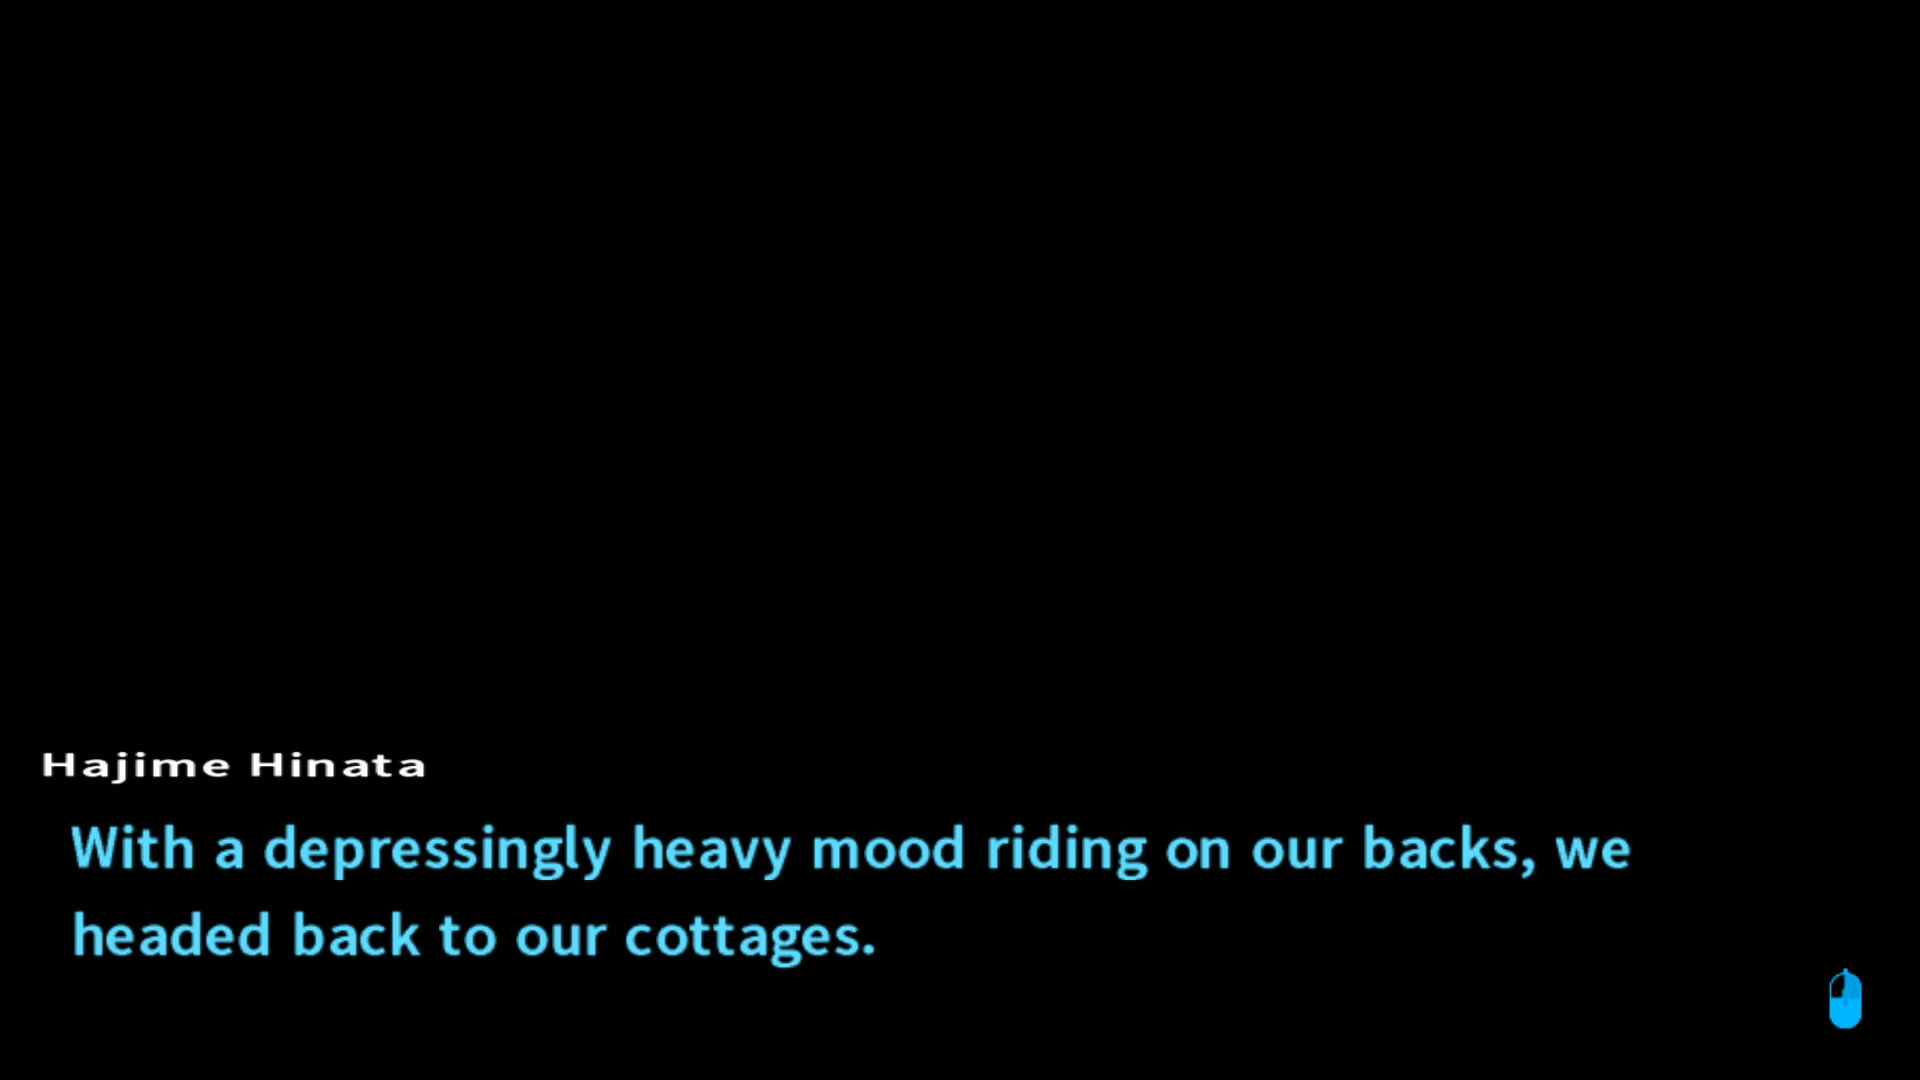 Hajime Hinata
With a depressingly heavy mood riding on our backs, we
headed back to our cottages.